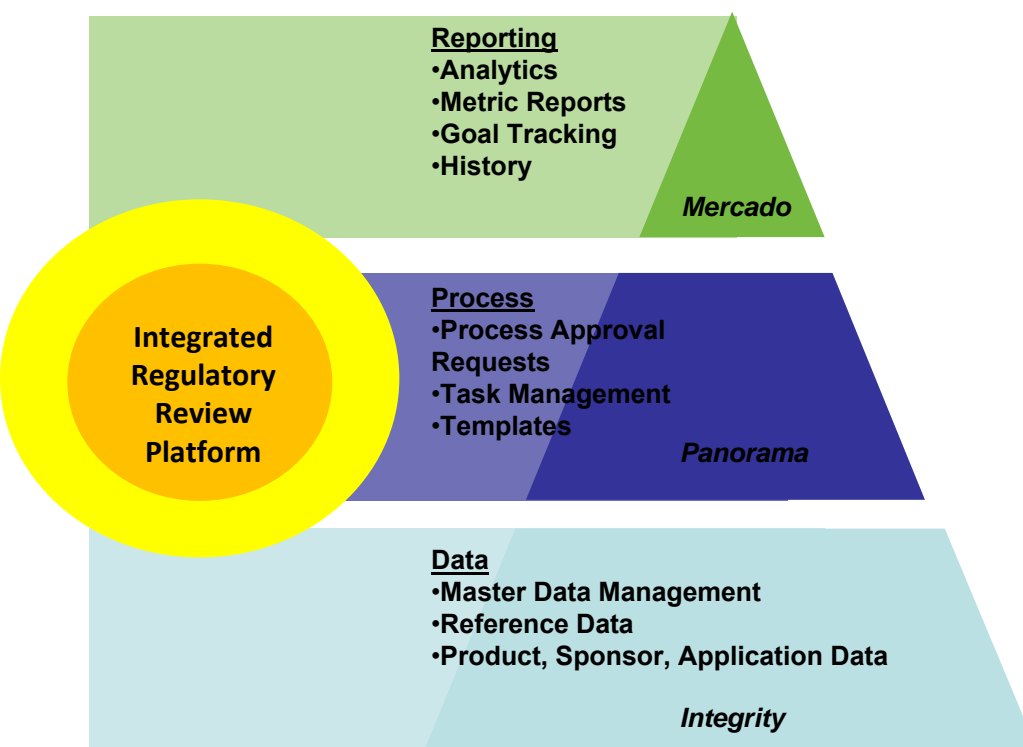 Reporting
•Analytics
•Metric Reports
•Goal Tracking
•History
Mercado
Integrated
Regulatory
Review
Platform
Process
•Process Approval
Requests
•Task Management
•Templates
Panorama
Data
•Master Data Management
•Reference Data
•Product, Sponsor, Application Data
Integrity